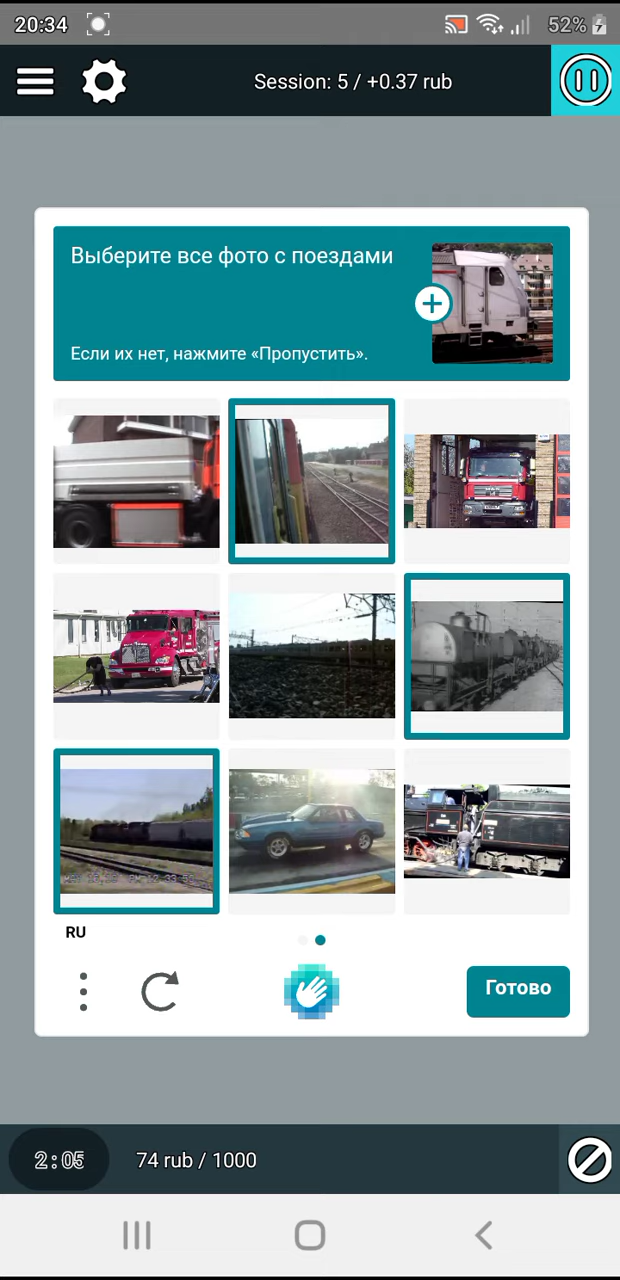 20:34
52%
Session: 5 / +0.37 rub
Выберите все фото с поездами
Если их нет, нажмите «Пропустить».
RU
Готово
2:05
74 rub / 1000